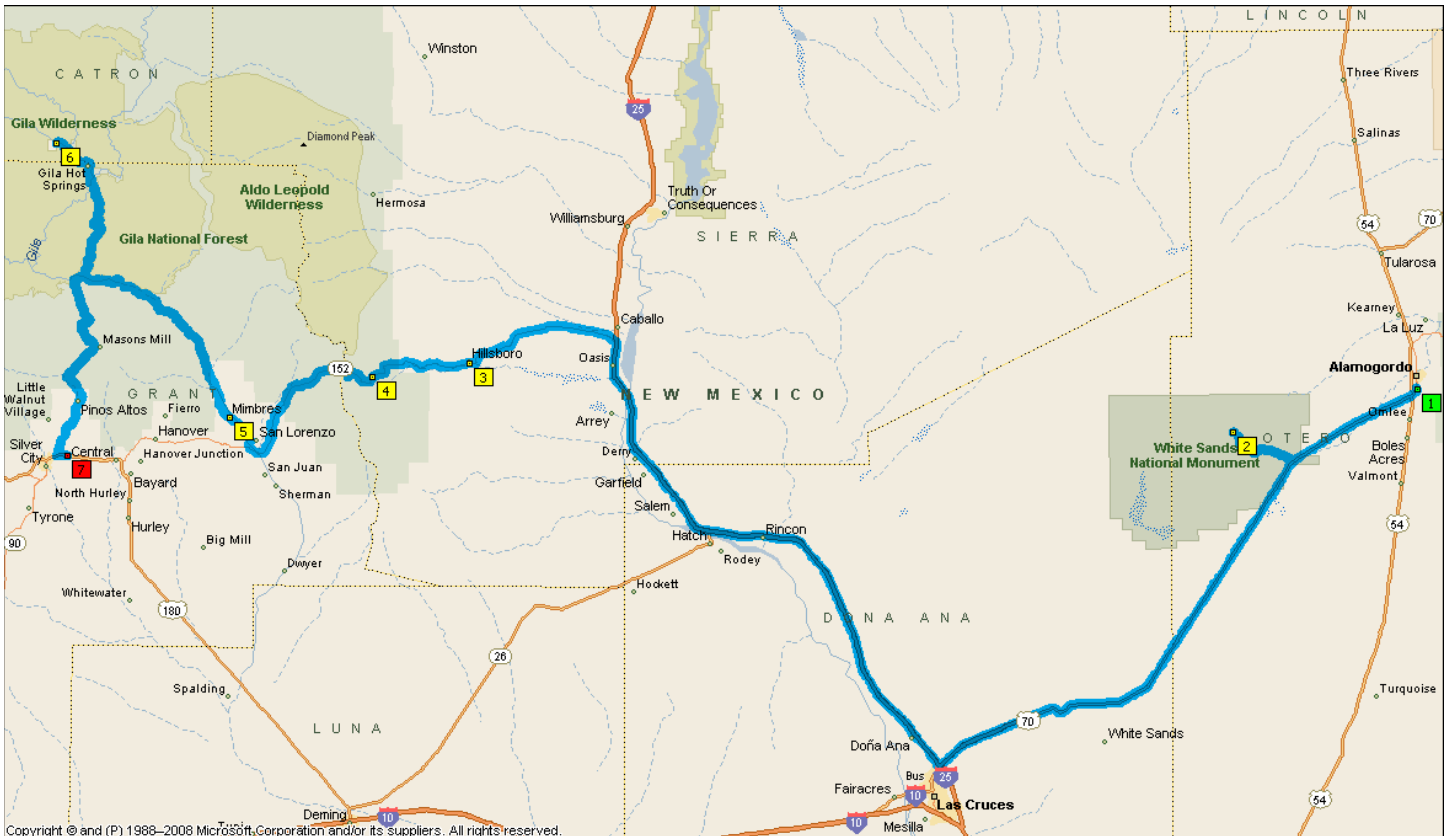 LINCOLN
Winston
Three Rivers
CATRON
25
Gila Wilderness
Diamond Peak
Salinas
6
Gila Hot
Springs
Aldo Leopold
Wilderness
Hermosa
Truth Or
Consequences
Williamsburg
70
54
SIERRA
Gila National Forest
Gila
Tularosa
Kearney
La Luz
Caballo
Masons Mill
Hillsboro
Oasis
152
3
4
Alamogordo
1
NEW MEXICO
Little
Walnut
Village
GRANT
Pinos Altos
Fierro
Mimbres
Arrey
Omlee
5
San Lorenzo
Hanover
OTERO
2
White Sands
National Monument
Boles
Acres
Silver
City
Central
Hanover Junction
7
San Juan
Derry
Valmont
Bayard
Garfield
North Hurley
Sherman
Salem
Tyrone
Hurley
54
Hatch
Rincon
90
Big Mill
Rodey
Dwyer
Hockett
Whitewater
180
DONA ANA
26
Spalding
Turquoise
LUNA
70
White Sands
Doña Ana
Bus
25
10
Fairacres
Las Cruces
54
Deming
10
10
Mesilla
Copyright © and (P) 1988–2008 Microsoft Corporation and/or its suppliers. All rights reserved.